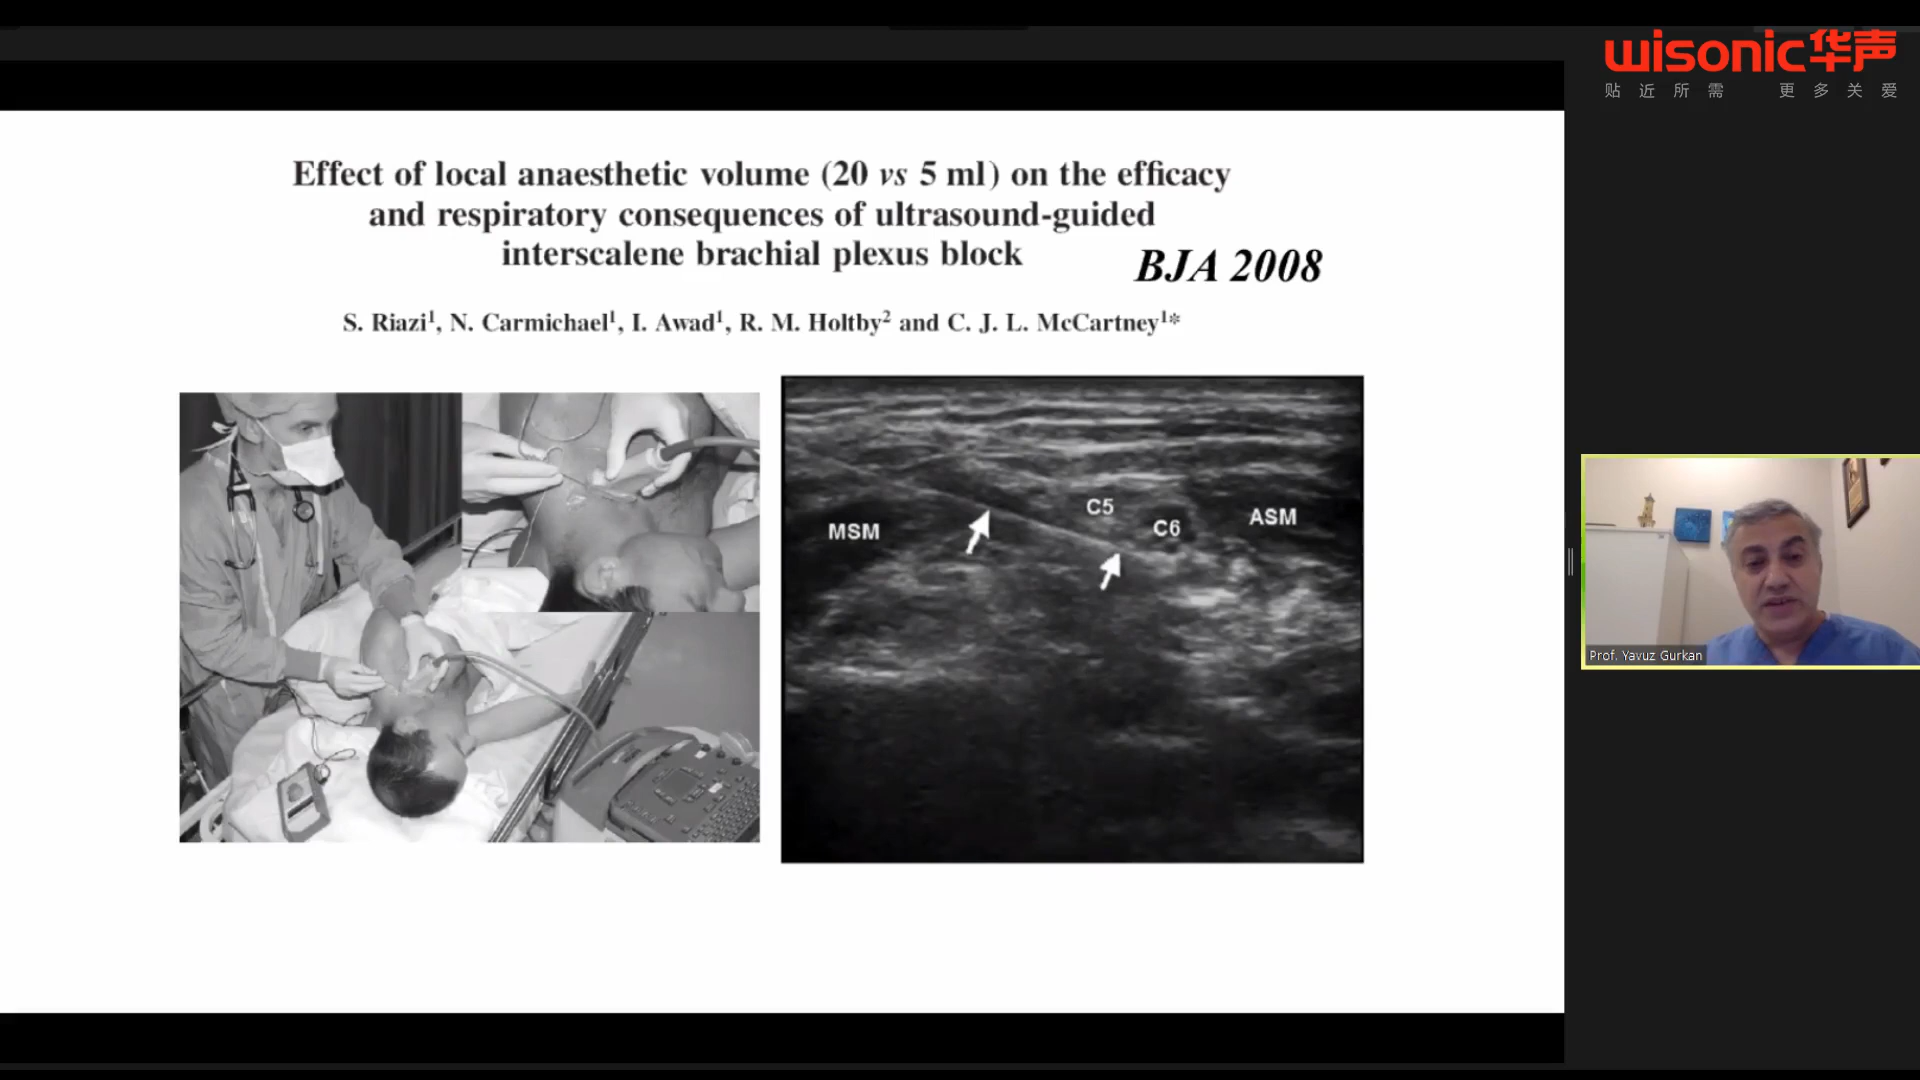 wisonic华声
贴近所需 更多关爱
Effect of local anaesthetic volume (20 vs 5 ml) on the efficacy
and respiratory consequences of ultrasound-guided
interscalene brachial plexus block
BJA 2008
S. Riazi1, N. Carmichael1, I. Awad1, R. M. Holtby2 and C. J. L. McCartney1*
MSM
C5
C6
ASM
Prof. Yavuz Gurkan